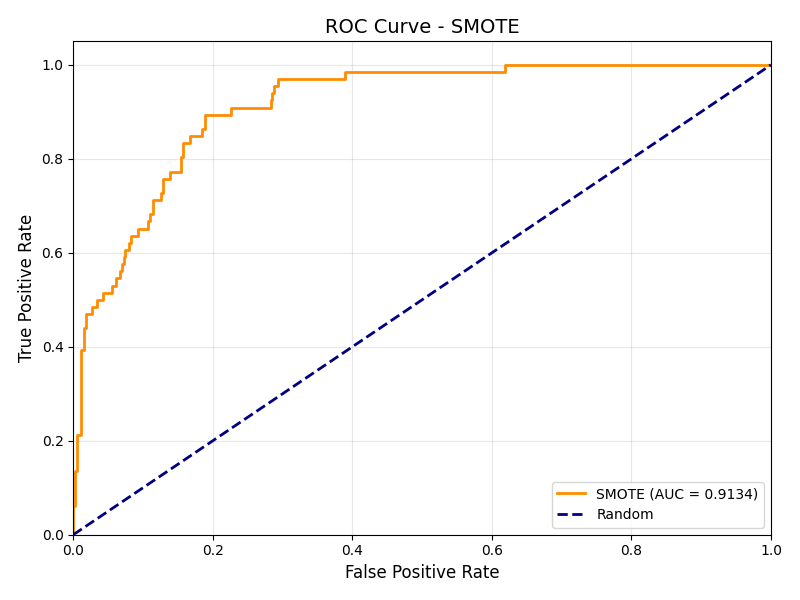 ROC Curve - SMOTE
True Positive Rate
1.0
0.8
0.6
0.4
0.2
0.0
0.0 0.2 0.4 0.6 0.8 1.0
False Positive Rate
SMOTE (AUC = 0.9134)
Random